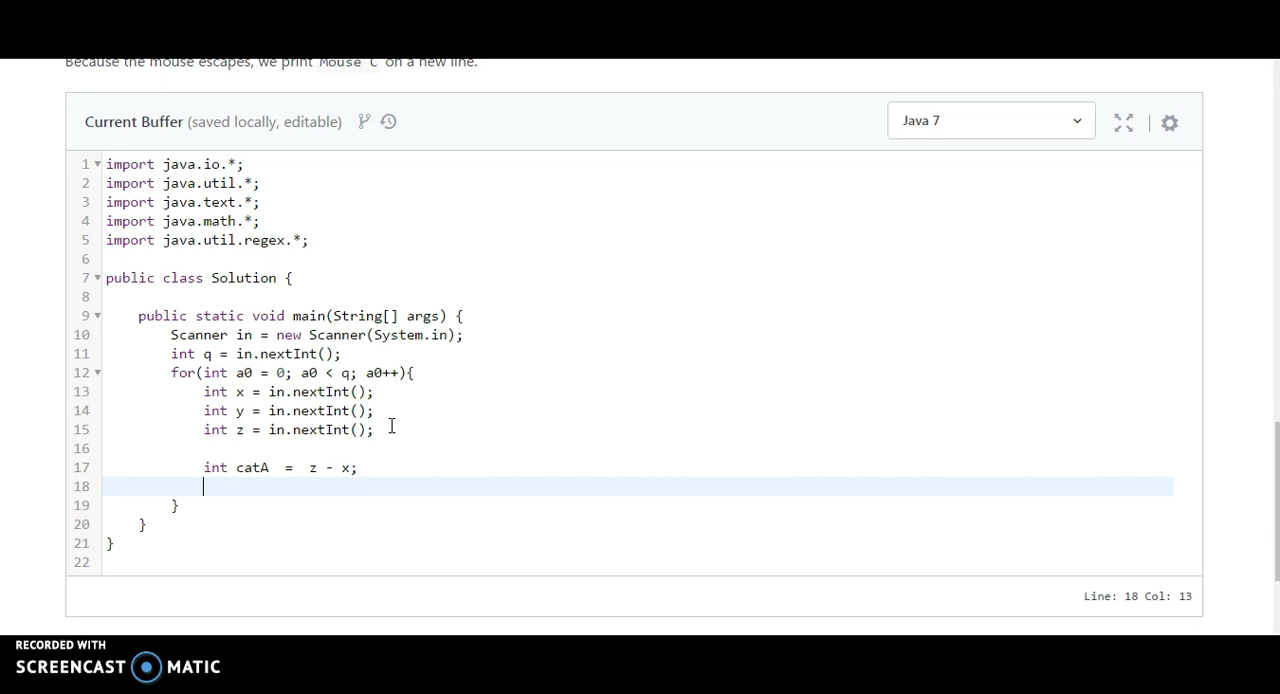 Because the mouse escapes, we print Mouse C on a new line.
Current Buffer (saved locally, editable)
Java 7
1 import java.io.*;
2 import java.util.*;
3 import java.text.*;
4 import java.math.*;
5 import java.util.regex.*;
6
7 public class Solution {
8
9 public static void main(String[] args) {
10 Scanner in = new Scanner(System.in);
11 int q = in.nextInt();
12 for(int a0 = 0; a0 < q; a0++){
13 int x = in.nextInt();
14 int y = in.nextInt();
15 int z = in.nextInt();
16
17 int catA  =  z - x;
18
19 }
20 }
21 }
22
Line: 18 Col: 13
RECORDED WITH
SCREENCAST MATIC